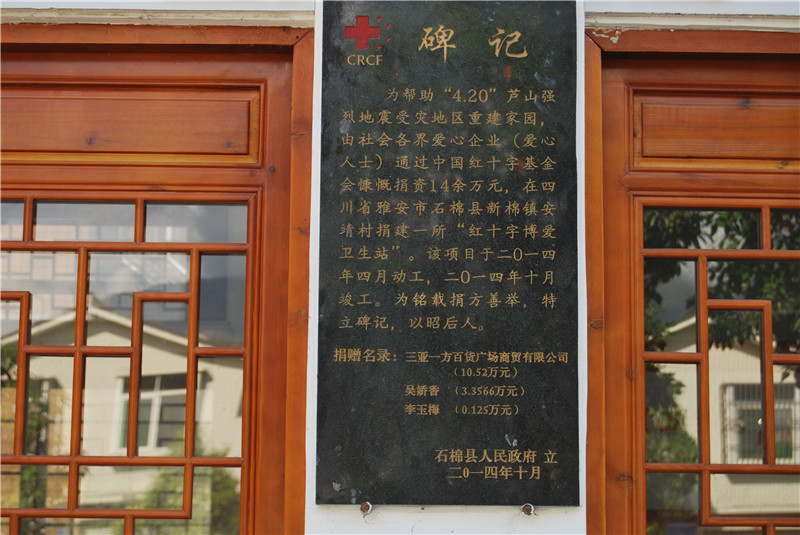 CRCF
碑记
为帮助“4.20”芦山强
烈地震受灾地区重建家园，
由社会各界爱心企业（爱心
人士）通过中国红十字基金
会慷慨捐资14余万元，在四
川省雅安市石棉县新棉镇安
靖村捐建一所“红十字博爱
卫生站”。该项目于二〇一四
年四月动工，二〇一四年十月
竣工。为铭载捐方善举，特
立碑记，以昭后人。
捐赠名录：三亚一方百货广场商贸有限公司
（10.52万元）
吴娇香（3.3566万元）
李玉梅（0.125万元）
石棉县人民政府 立
二〇一四年十月